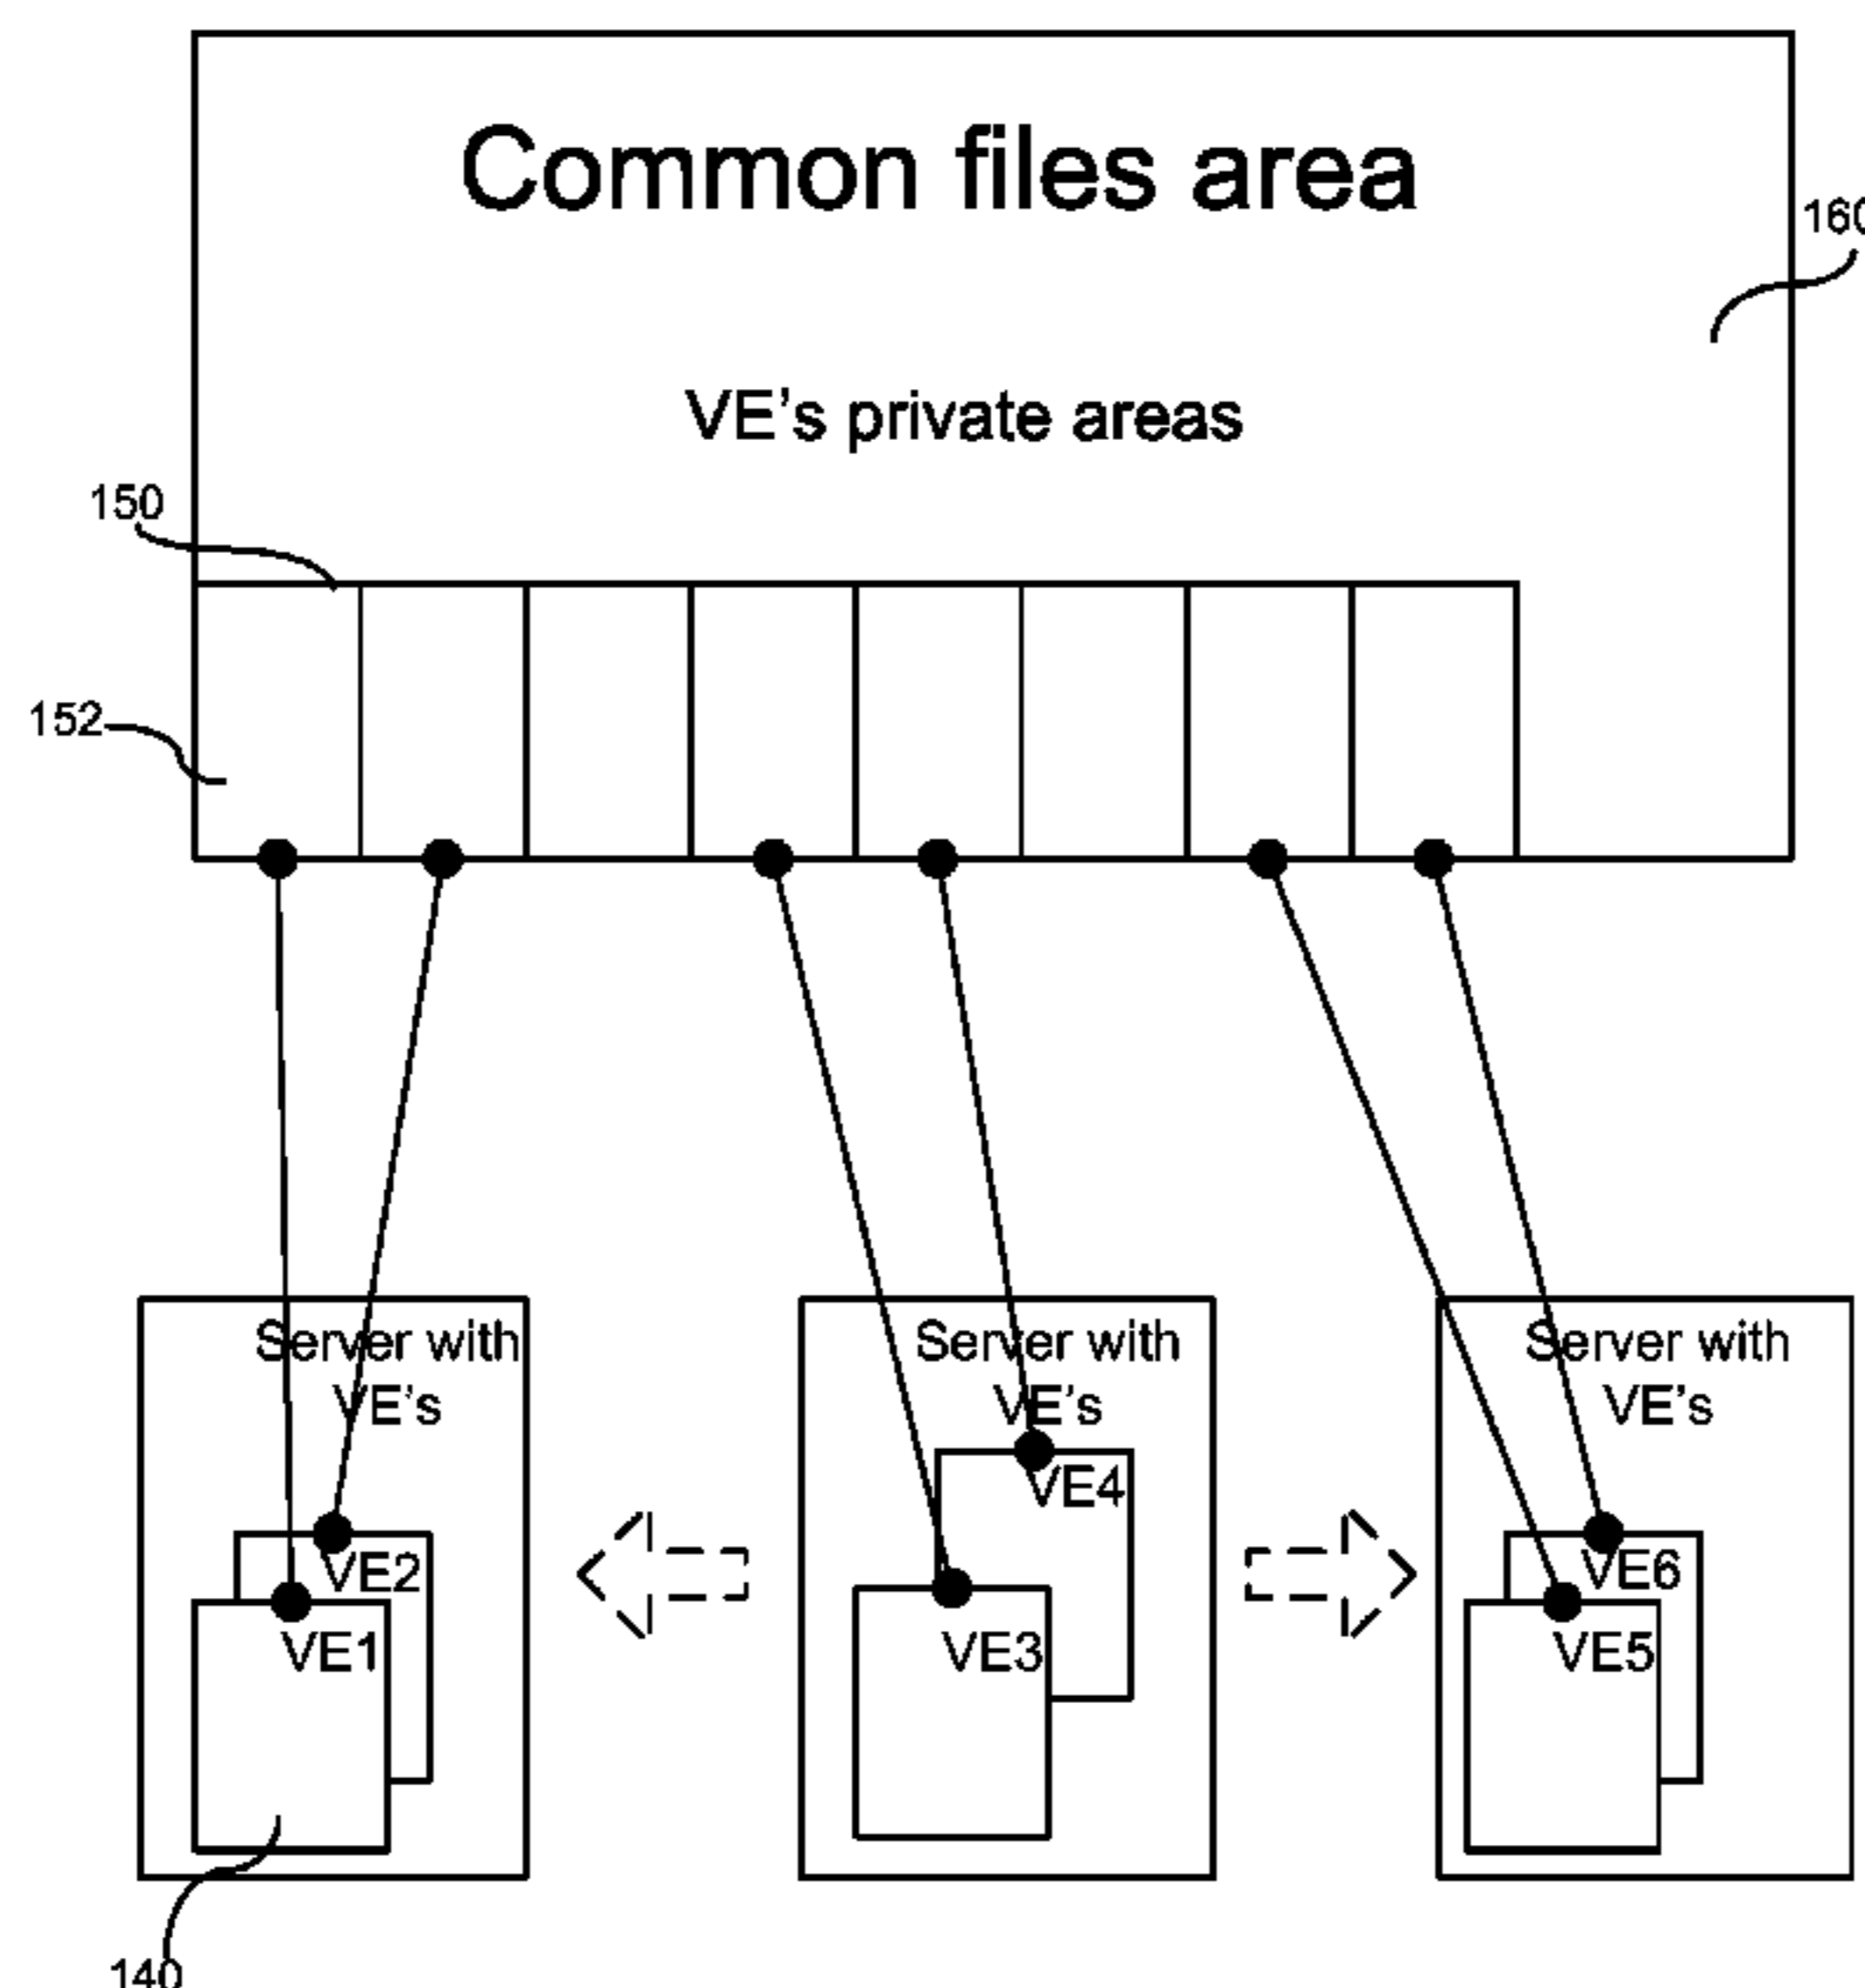 Common files area
160
VE's private areas
150
152
Server with
VE's
Server with
VE's
Server with
VE's
VE4
VE2
VE6
VE1
VE3
VE5
140